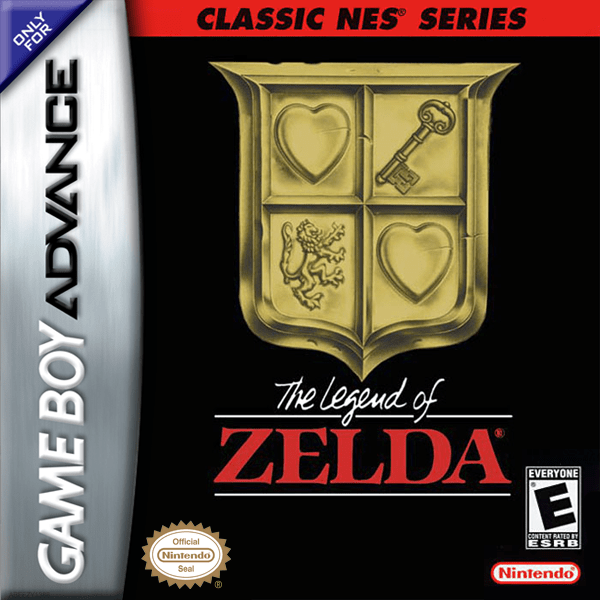 ONLY
FOR
GAME BOY ADVANCE
CLASSIC NES® SERIES
The Legend of
ZELDA®
Official
Nintendo
Seal
®
EVERYONE
E
CONTENT RATED BY
ESRB
Nintendo®